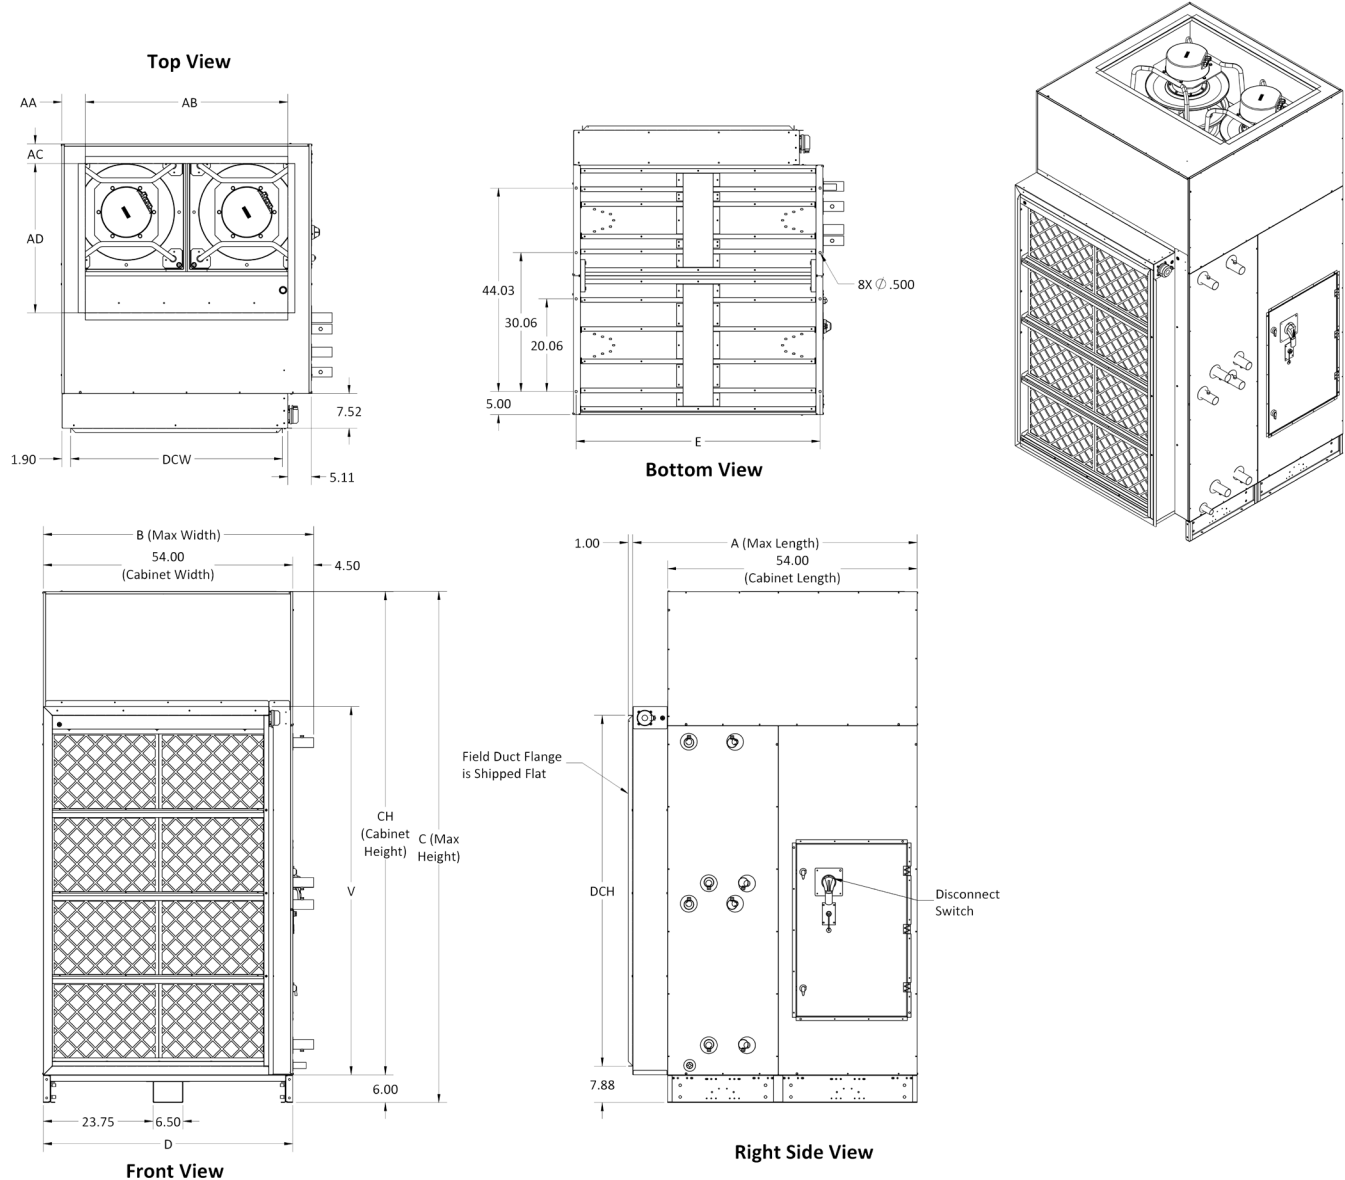 Top View
AA
AB
AC
AD
7.52
1.90
DCW
5.11
44.03
30.06
20.06
5.00
8X ∅ .500
E
Bottom View
B (Max Width)
54.00
(Cabinet Width)
4.50
CH
(Cabinet
Height)
C (Max
Height)
V
6.00
23.75
6.50
D
Front View
1.00
A (Max Length)
54.00
(Cabinet Length)
Field Duct Flange
is Shipped Flat
DCH
Disconnect
Switch
7.88
Right Side View